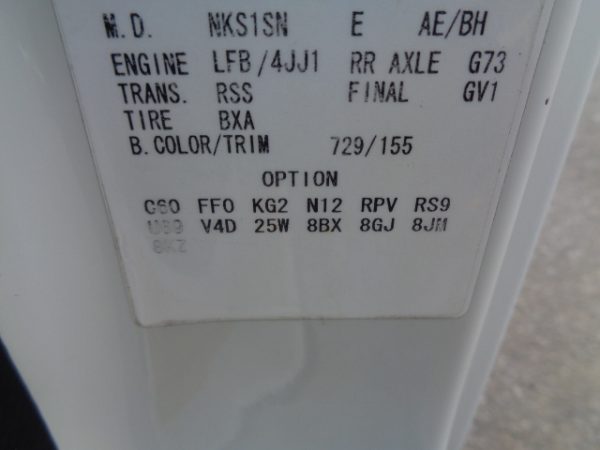 M.D. NKS1SN E AE/BH
ENGINE LFB/4JJ1 RR AXLE G73
TRANS. RSS FINAL GV1
TIRE BXA
B.COLOR/TRIM 729/155
OPTION
FF0 KG2 N12 RPV RS9
V4D 25W 8BX 8GJ 8JM